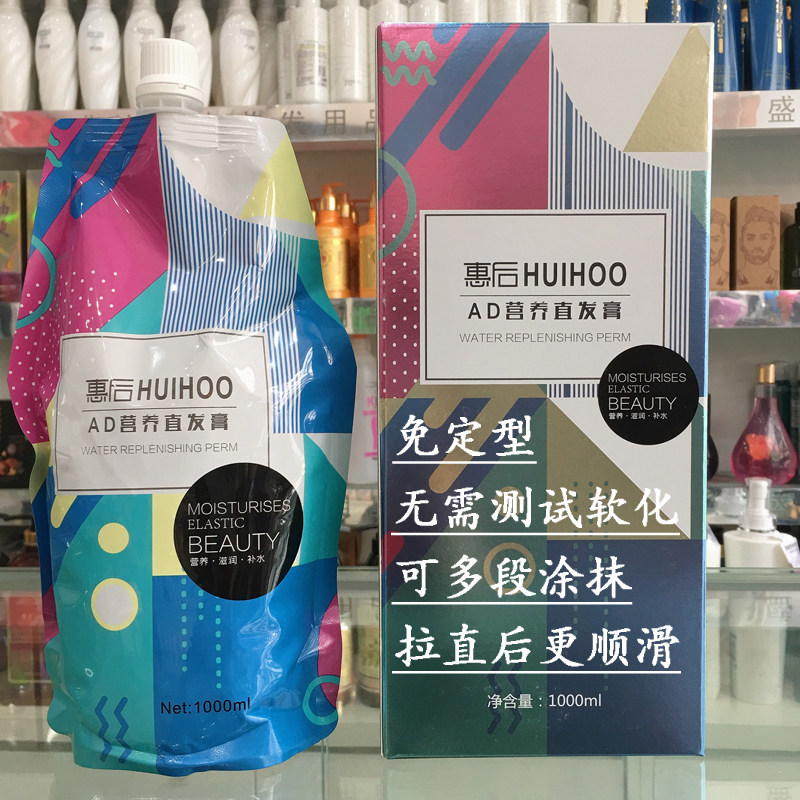 发用品
盛
惠后HUIHOO
AD营养直发膏
WATER REPLENISHING PERM
MOISTURISES
ELASTIC
BEAUTY
营养·滋润·补水
Net:1000ml
惠后HUIHOO
AD营养直发膏
WATER REPLENISHING PERM
MOISTURISES
ELASTIC
BEAUTY
营养·滋润·补水
免定型
无需测试软化
可多段涂抹
拉直后更顺滑
净含量：1000ml